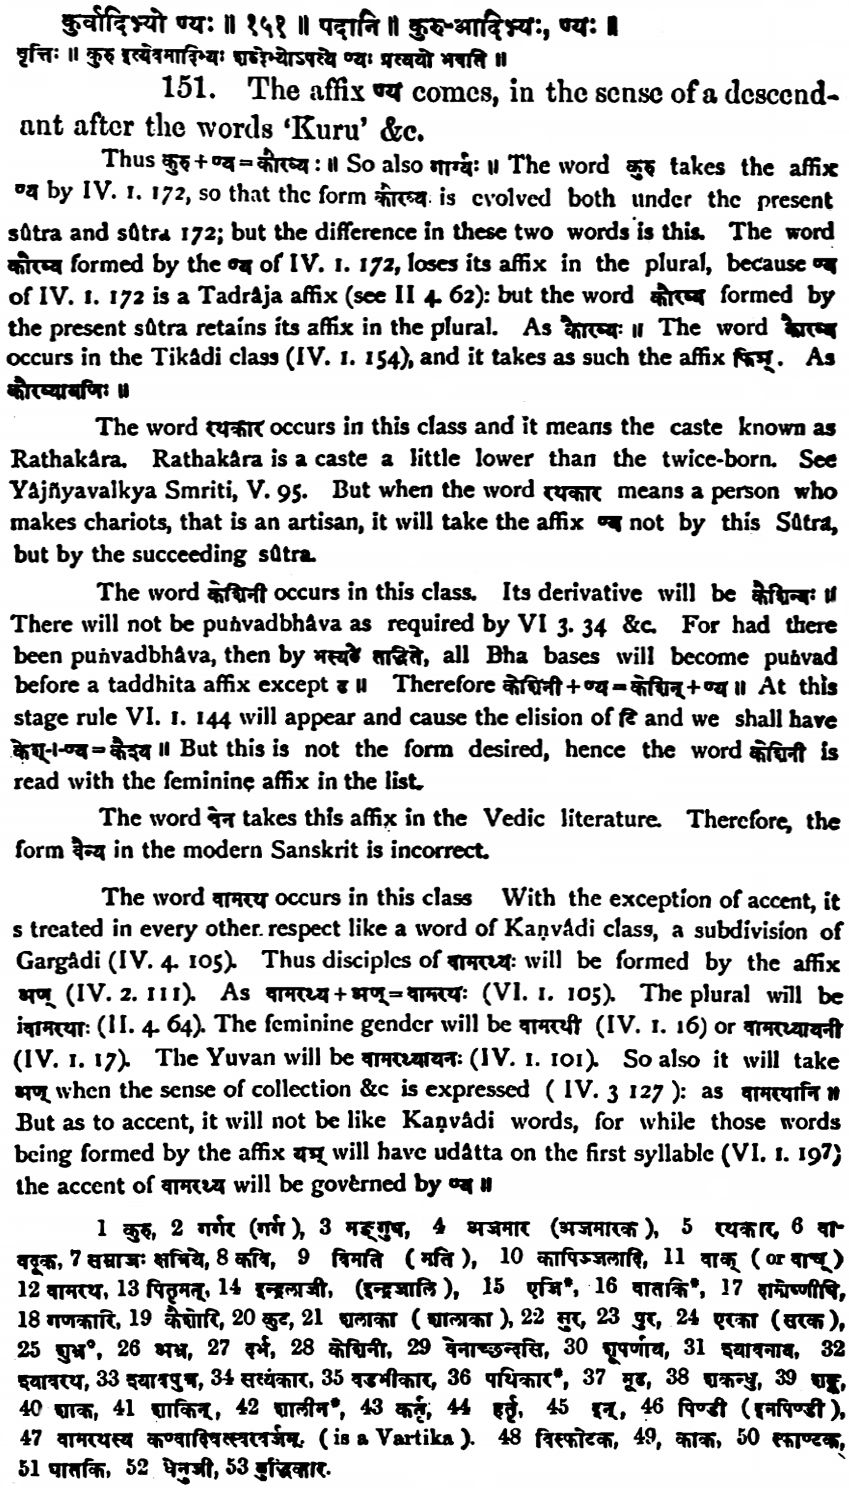 कुर्वादिभ्यो ण्यः ॥ १५१ ॥ पदानि ॥ कुरु-आदिभ्यः, ण्यः ॥
वृत्तिः ॥ कुरु इत्येवमादिभ्यः शब्देभ्योऽपत्ये ण्यः प्रत्ययो भवति ॥
151. The affix ण्य comes, in the sense of a descend-
ant after the words ‘Kuru’ &c.
Thus कुरु+ण्य=कौरव्यः ॥ So also गार्ग्यः ॥ The word कुरु takes the affix
ण्य by IV. 1. 172, so that the form कौरव्य is evolved both under the present
sûtra and sûtra 172; but the difference in these two words is this. The word
कौरव्य formed by the ण्य of IV. 1. 172, loses its affix in the plural, because ण्य
of IV. 1. 172 is a Tadrâja affix (see II 4. 62): but the word कौरव्य formed by
the present sûtra retains its affix in the plural. As कौरव्यः ॥ The word कौरव्य
occurs in the Tikâdi class (IV. 1. 154), and it takes as such the affix फिञ्. As
कौरव्यायणिः ॥
The word रथकार occurs in this class and it means the caste known as
Rathakâra. Rathakâra is a caste a little lower than the twice-born. See
Yâjñyavalkya Smriti, V. 95. But when the word रथकार means a person who
makes chariots, that is an artisan, it will take the affix ण्य not by this Sûtra,
but by the succeeding sûtra.
The word केशिनी occurs in this class. Its derivative will be कैशिन्यः ॥
There will not be puṅvadbhâva as required by VI 3. 34 &c. For had there
been puṅvadbhâva, then by भस्यढे तद्धिते, all Bha bases will become puṅvad
before a taddhita affix except ढ ॥ Therefore केशिनी+ण्य=केशिन्+ण्य ॥ At this
stage rule VI. 1. 144 will appear and cause the elision of टि and we shall have
केश्+ण्य=कैश्य ॥ But this is not the form desired, hence the word केशिनी is
read with the feminine affix in the list.
The word वेन takes this affix in the Vedic literature. Therefore, the
form वैन्य in the modern Sanskrit is incorrect.
The word वामरथ occurs in this class With the exception of accent, it
s treated in every other respect like a word of Kaṇvâdi class, a subdivision of
Gargâdi (IV. 4. 105). Thus disciples of वामरथ्यः will be formed by the affix
अण् (IV. 2. 111). As वामरथ्य+अण्=वामरथः (VI. 1. 105). The plural will be
वामरथाः (II. 4. 64). The feminine gender will be वामरथी (IV. 1. 16) or वामरथ्यायनी
(IV. 1. 17). The Yuvan will be वामरथ्यायनः (IV. 1. 101). So also it will take
अण् when the sense of collection &c is expressed ( IV. 3 127 ): as वामरथानि ॥
But as to accent, it will not be like Kaṇvâdi words, for while those words
being formed by the affix यञ् will have udâtta on the first syllable (VI. 1. 197)
the accent of वामरथ्य will be governed by ण्य ॥
1 कुरु, 2 गर्गर (गर्ग ), 3 मङ्गुष, 4 अजमार (अजमारक ), 5 रथकार, 6 वा-
वदूक, 7 सम्राजः क्षत्रिये, 8 कवि, 9 विमति ( मति ), 10 कापिञ्जलादि, 11 वाक् ( or वाच् )
12 वामरथ, 13 पितृमत्, 14 इन्द्रलाजी, (इन्द्रजालि ), 15 एजि*, 16 वातकि*, 17 दामोष्णीषि,
18 गणकारि, 19 कैशोरि, 20 कुट, 21 शलाका ( शालाका ), 22 मुर, 23 पुर, 24 एरका (सरक ),
25 शुभ्र*, 26 अभ्र, 27 दर्भ, 28 केशिनी, 29 वेनाच्छन्दसि, 30 शूपर्णाय, 31 श्यावनाय, 32
श्यावरथ, 33 श्यावपुत्र, 34 सत्यंकार, 35 वडभीकार, 36 पथिकार*, 37 मूढ, 38 शकन्धु, 39 शङ्कु,
40 शाक, 41 शाकिन्, 42 शालीन*, 43 कर्तृ, 44 हर्तृ, 45 इन्, 46 पिण्डी (इनपिण्डी ),
47 वामरथस्य कण्वादिवत्स्वरवर्जम्. ( is a Vartika ). 48 विस्फोटक, 49, काक, 50 स्फाण्टक,
51 घातकि, 52 धेनुजी, 53 बुद्धिकार.